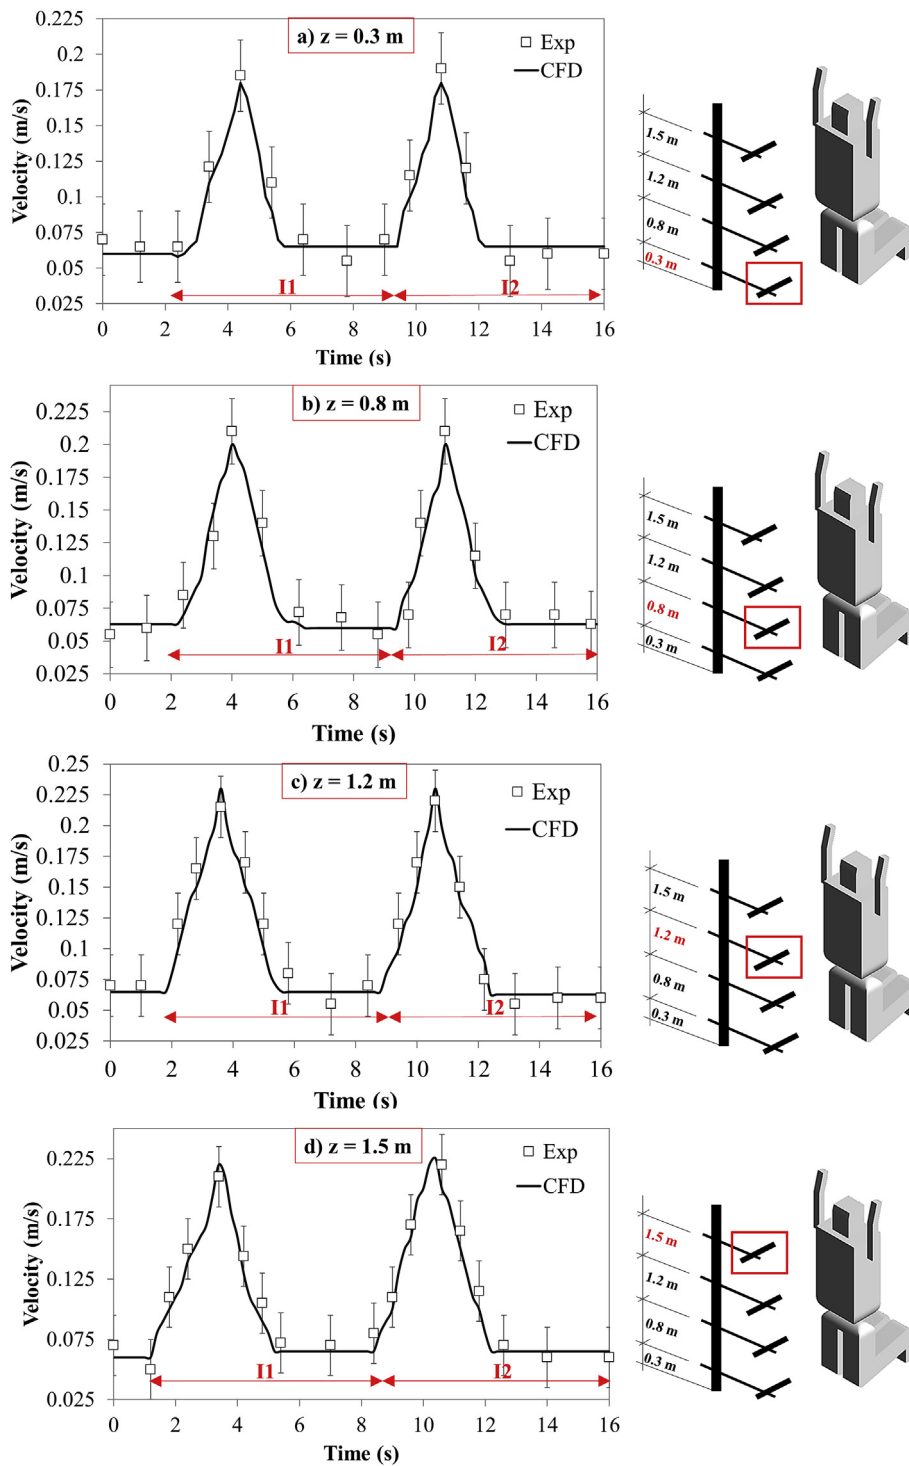 a) z = 0.3 m
Exp
CFD
0.225
0.2
0.175
0.15
0.125
0.1
0.075
0.05
0.025
Velocity (m/s)
I1
I2
0 2 4 6 8 10 12 14 16
Time (s)
1.5 m
1.2 m
0.8 m
0.3 m
b) z = 0.8 m
Exp
CFD
0.225
0.2
0.175
0.15
0.125
0.1
0.075
0.05
0.025
Velocity (m/s)
I1
I2
0 2 4 6 8 10 12 14 16
Time (s)
1.5 m
1.2 m
0.8 m
0.3 m
c) z = 1.2 m
Exp
CFD
0.25
0.225
0.2
0.175
0.15
0.125
0.1
0.075
0.05
0.025
Velocity (m/s)
I1
I2
0 2 4 6 8 10 12 14 16
Time (s)
1.5 m
1.2 m
0.8 m
0.3 m
d) z = 1.5 m
Exp
CFD
0.225
0.175
0.125
0.075
0.025
Velocity (m/s)
I1
I2
0 2 4 6 8 10 12 14 16
Time (s)
1.5 m
1.2 m
0.8 m
0.3 m